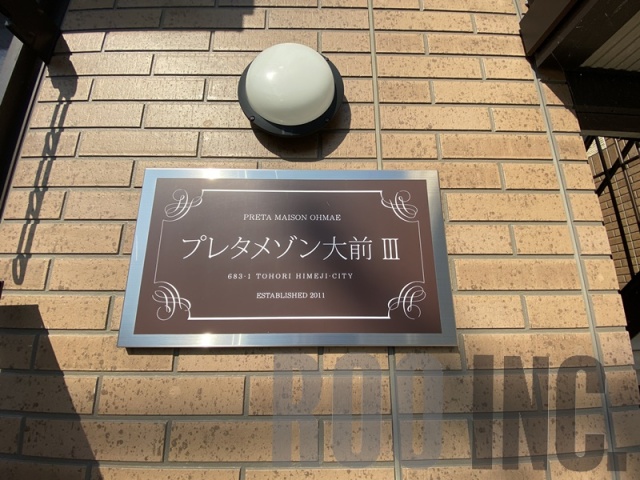 PRETA MAISON OHMAE
プレタメゾン大前 Ⅲ
683-1 TOHORI HIMEJI-CITY
ESTABLISHED 2011
ROD INC.